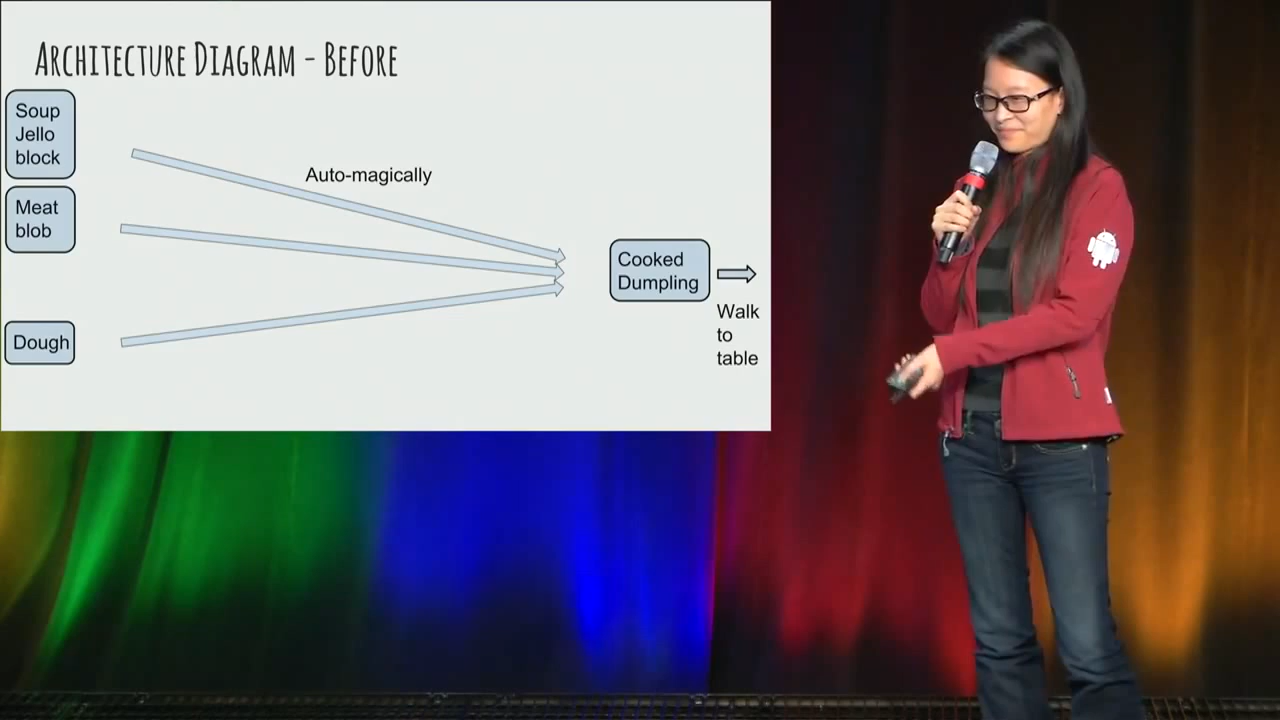 ARCHITECTURE DIAGRAM - BEFORE
Soup
Jello
block
Auto-magically
Meat
blob
Cooked
Dumpling
Walk
to
table
Dough